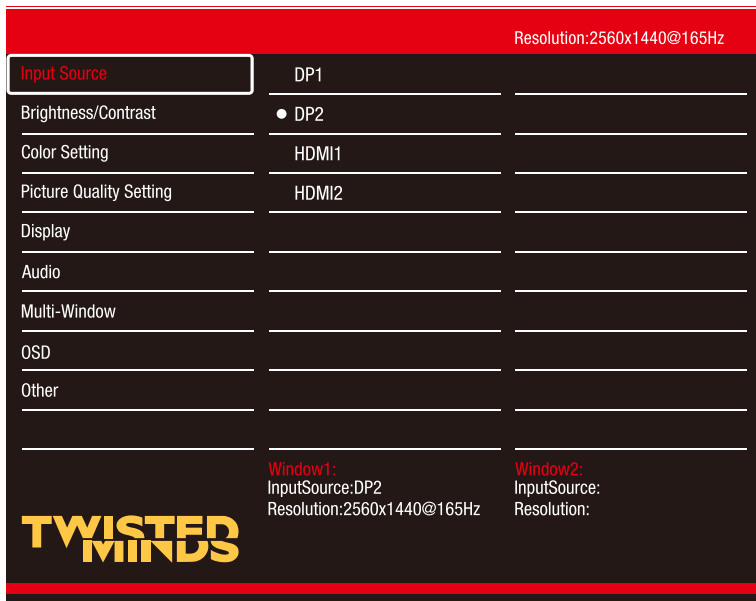 Resolution:2560x1440@165Hz
Input Source
Brightness/Contrast
Color Setting
Picture Quality Setting
Display
Audio
Multi-Window
OSD
Other
DP1
DP2
HDMI1
HDMI2
Window1:
InputSource:DP2
Resolution:2560x1440@165Hz
Window2:
InputSource:
Resolution:
TWISTED
MINDS